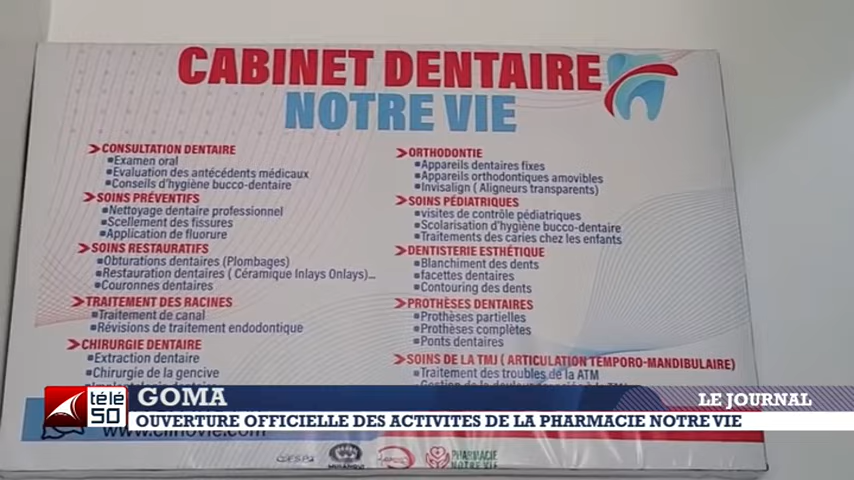 CABINET DENTAIRE
NOTRE VIE
CONSULTATION DENTAIRE
Examen oral
Evaluation des antécédents médicaux
Conseils d'hygiène bucco-dentaire
SOINS PRÉVENTIFS
Nettoyage dentaire professionnel
Scellement des fissures
Application de fluorure
SOINS RESTAURATIFS
Obturations dentaires (Plombages)
Restauration dentaires ( Céramique Inlays Onlays)...
Couronnes dentaires
TRAITEMENT DES RACINES
Traitement de canal
Révisions de traitement endodontique
CHIRURGIE DENTAIRE
Extraction dentaire
Chirurgie de la gencive
ORTHODONTIE
Appareils dentaires fixes
Appareils orthodontiques amovibles
Invisalign ( Aligneurs transparents)
SOINS PÉDIATRIQUES
visites de contrôle pédiatriques
Scolarisation d'hygiène bucco-dentaire
Traitements des caries chez les enfants
DENTISTERIE ESTHÉTIQUE
Blanchiment des dents
facettes dentaires
Contouring des dents
PROTHÈSES DENTAIRES
Prothèses partielles
Prothèses complètes
Ponts dentaires
SOINS DE LA TMJ ( ARTICULATION TEMPORO-MANDIBULAIRE)
Traitement des troubles de la ATM
télé 50
GOMA
LE JOURNAL
OUVERTURE OFFICIELLE DES ACTIVITES DE LA PHARMACIE NOTRE VIE
PHARMACIE
NOTRE VIE